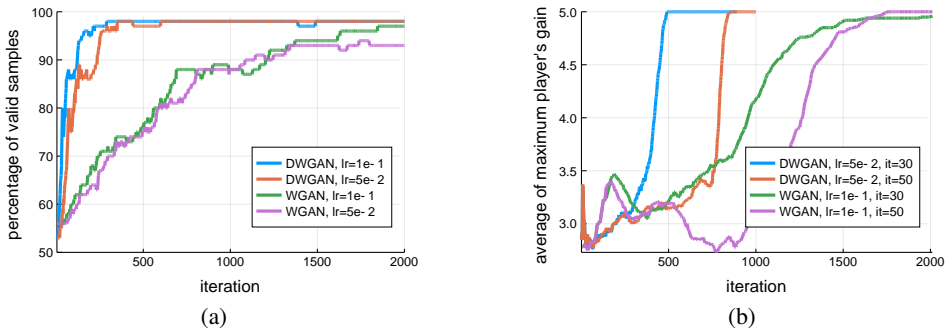 percentage of valid samples
100
90
80
70
60
50
500
1000
1500
2000
iteration
DWGAN, lr=1e- 1
DWGAN, lr=5e- 2
WGAN, lr=1e- 1
WGAN, lr=5e- 2
(a)
average of maximum player's gain
5.0
4.5
4.0
3.5
3.0
500
1000
1500
2000
iteration
DWGAN, lr=5e- 2, it=30
DWGAN, lr=5e- 2, it=50
WGAN, lr=1e- 1, it=30
WGAN, lr=1e- 1, it=50
(b)